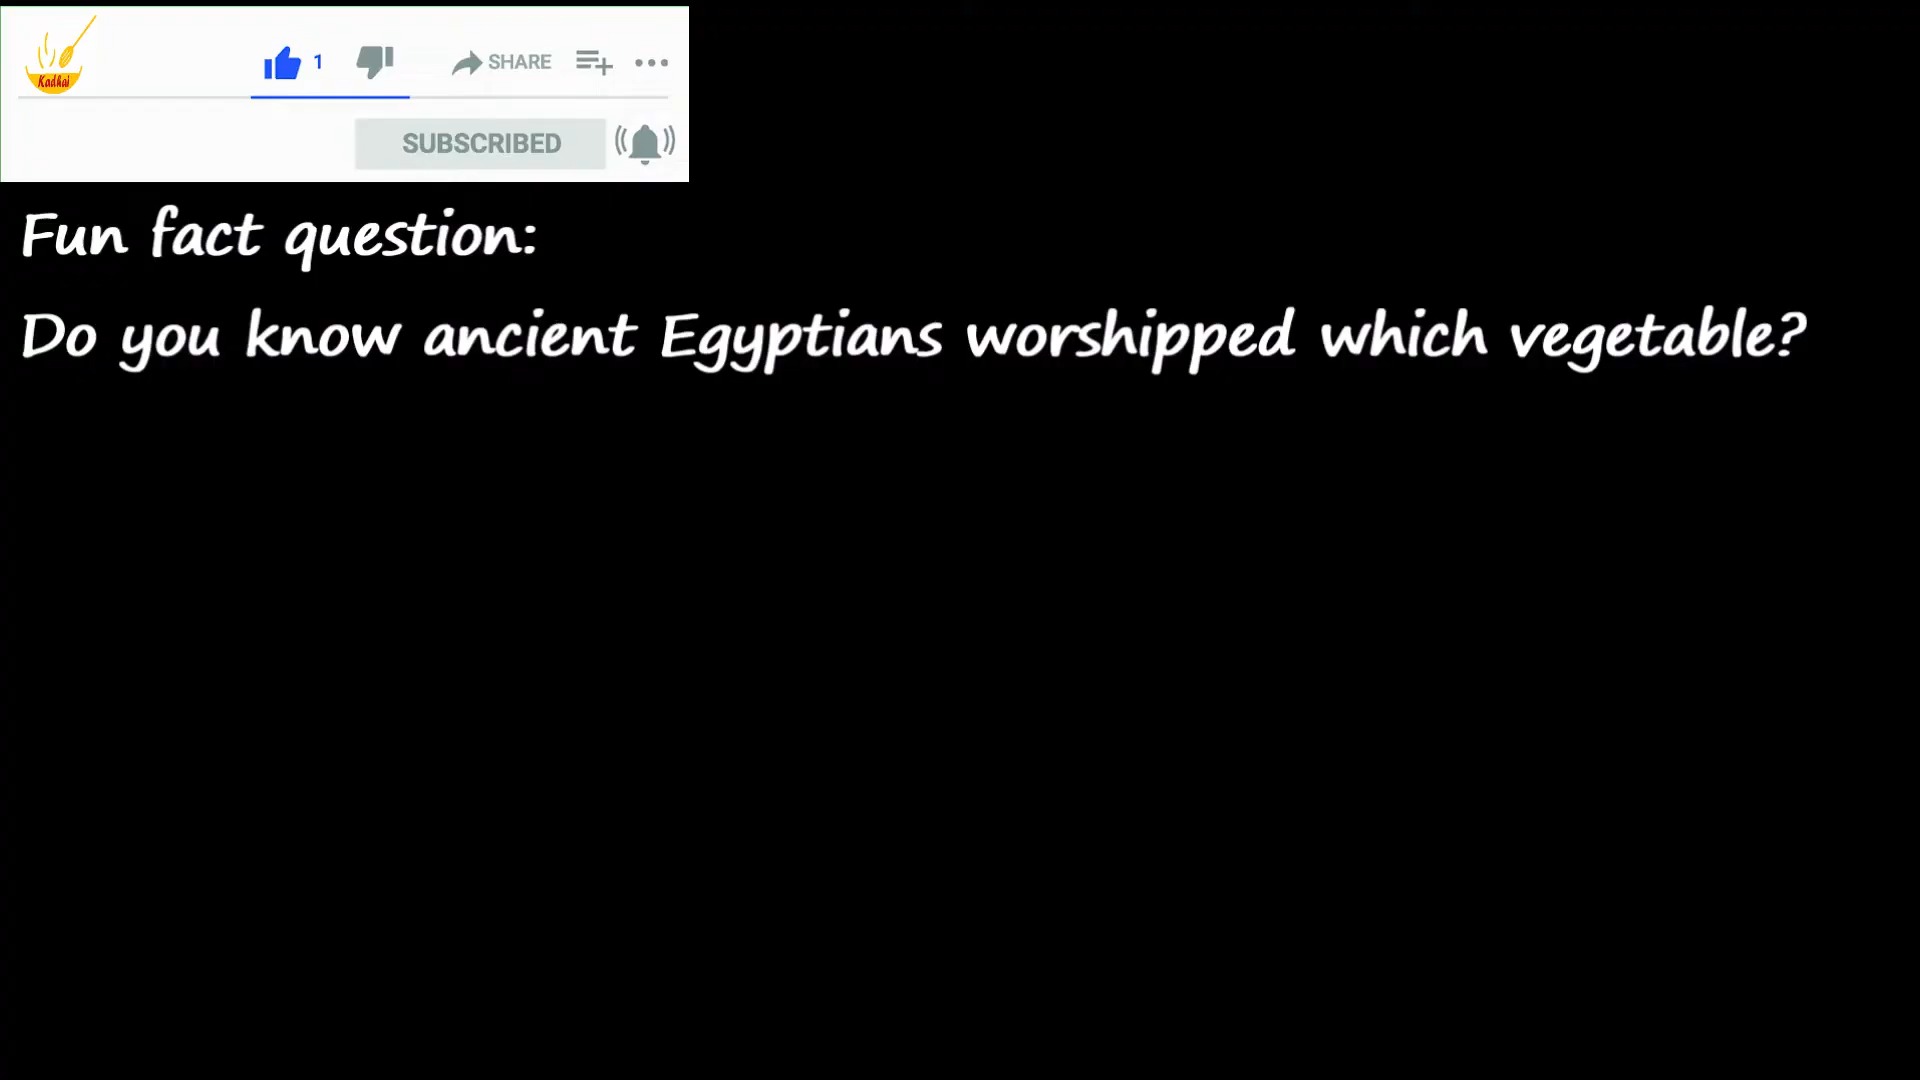 Kadhai
1 SHARE
SUBSCRIBED
Fun fact question:
Do you know ancient Egyptians worshipped which vegetable?